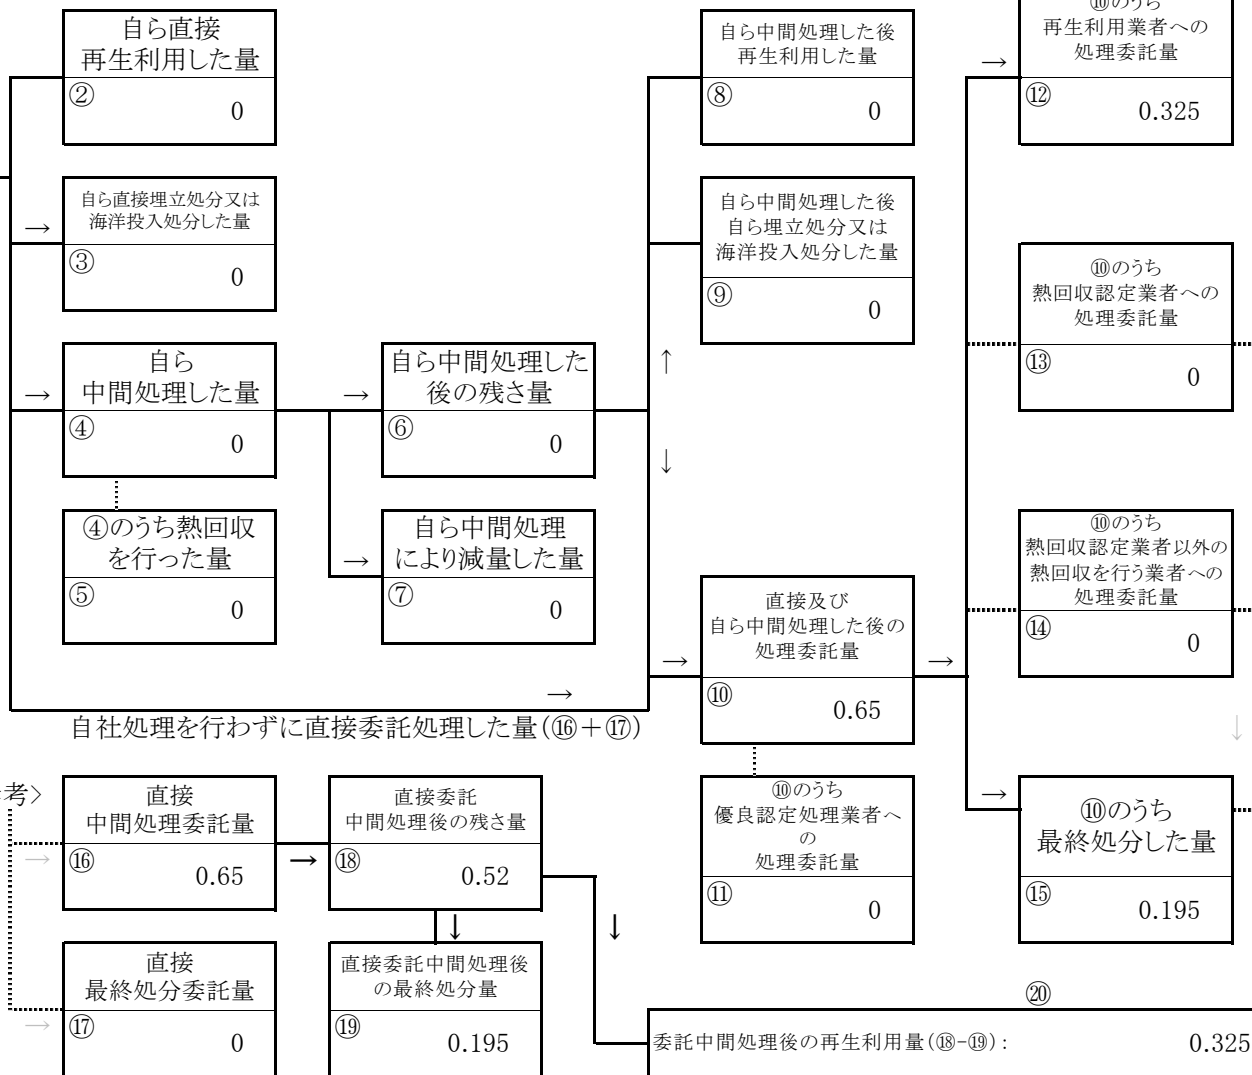 自ら直接
再生利用した量
②
0
自ら中間処理した後
再生利用した量
⑧
0
⑩のうち
再生利用業者への
処理委託量
→
⑫
0.325
自ら直接埋立処分又は
海洋投入処分した量
→
③
0
自ら中間処理した後
自ら埋立処分又は
海洋投入処分した量
⑨
0
⑩のうち
熱回収認定業者への
処理委託量
⑬
0
自ら
中間処理した量
→
④
0
→
自ら中間処理した
後の残さ量
⑥
0
↑
↓
④のうち熱回収
を行った量
⑤
0
自ら中間処理
により減量した量
→
⑦
0
⑩のうち
熱回収認定業者以外の
熱回収を行う業者への
処理委託量
⑭
0
直接及び
自ら中間処理した後の
処理委託量
→
⑩
0.65
→
→
自社処理を行わずに直接委託処理した量(⑯+⑰)
↓
考>
直接
中間処理委託量
→
⑯
0.65
→
直接委託
中間処理後の残さ量
⑱
0.52
⑩のうち
優良認定処理業者へ
の
処理委託量
⑪
0
→
⑩のうち
最終処分した量
⑮
0.195
↓
↓
直接
最終処分委託量
→
⑰
0
直接委託中間処理後
の最終処分量
⑲
0.195
⑳
委託中間処理後の再生利用量(⑱-⑲):
0.325